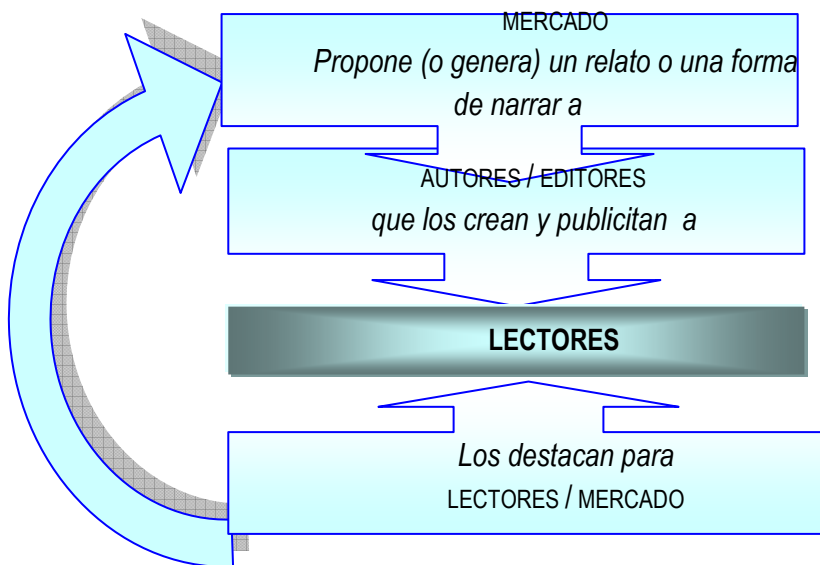 MERCADO
Propone (o genera) un relato o una forma
de narrar a
AUTORES / EDITORES
que los crean y publicitan a
LECTORES
Los destacan para
LECTORES / MERCADO